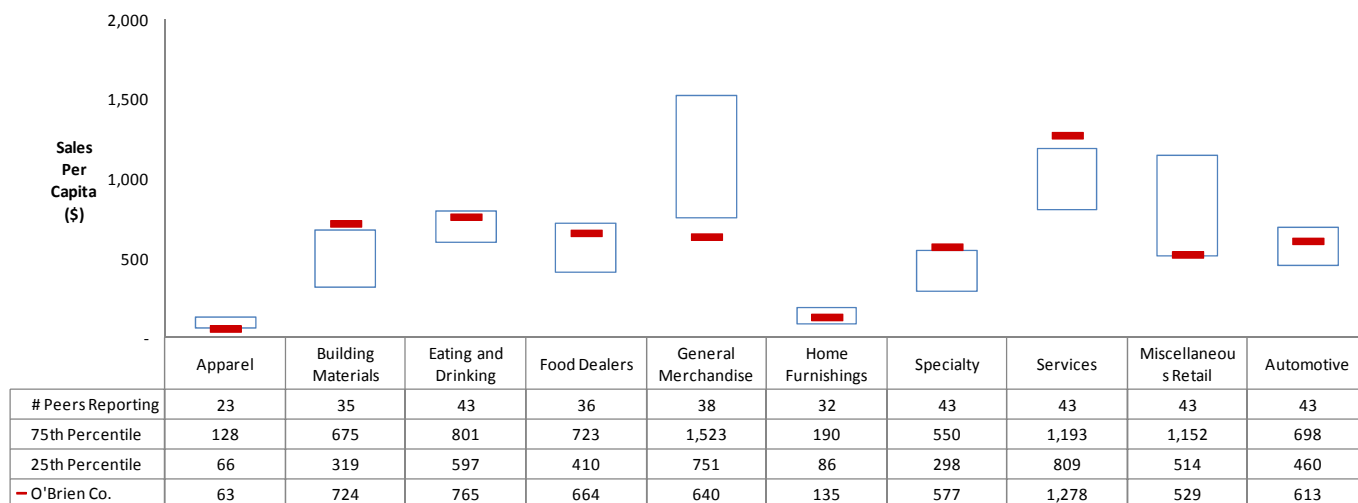 2,000
1,500
Sales
Per
Capita
($)
1,000
500
-
Apparel Building Materials Eating and Drinking Food Dealers General Merchandise Home Furnishings Specialty Services Miscellaneou s Retail Automotive
# Peers Reporting 23 35 43 36 38 32 43 43 43 43
75th Percentile 128 675 801 723 1,523 190 550 1,193 1,152 698
25th Percentile 66 319 597 410 751 86 298 809 514 460
O'Brien Co. 63 724 765 664 640 135 577 1,278 529 613